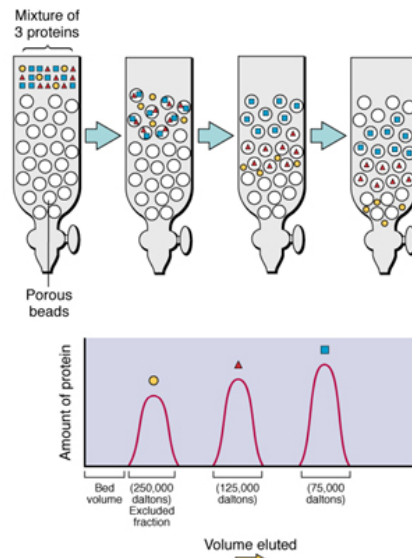 Mixture of
3 proteins
Porous
beads
Amount of protein
Bed
volume
(250,000
daltons)
Excluded
fraction
(125,000
daltons)
(75,000
daltons)
Volume eluted